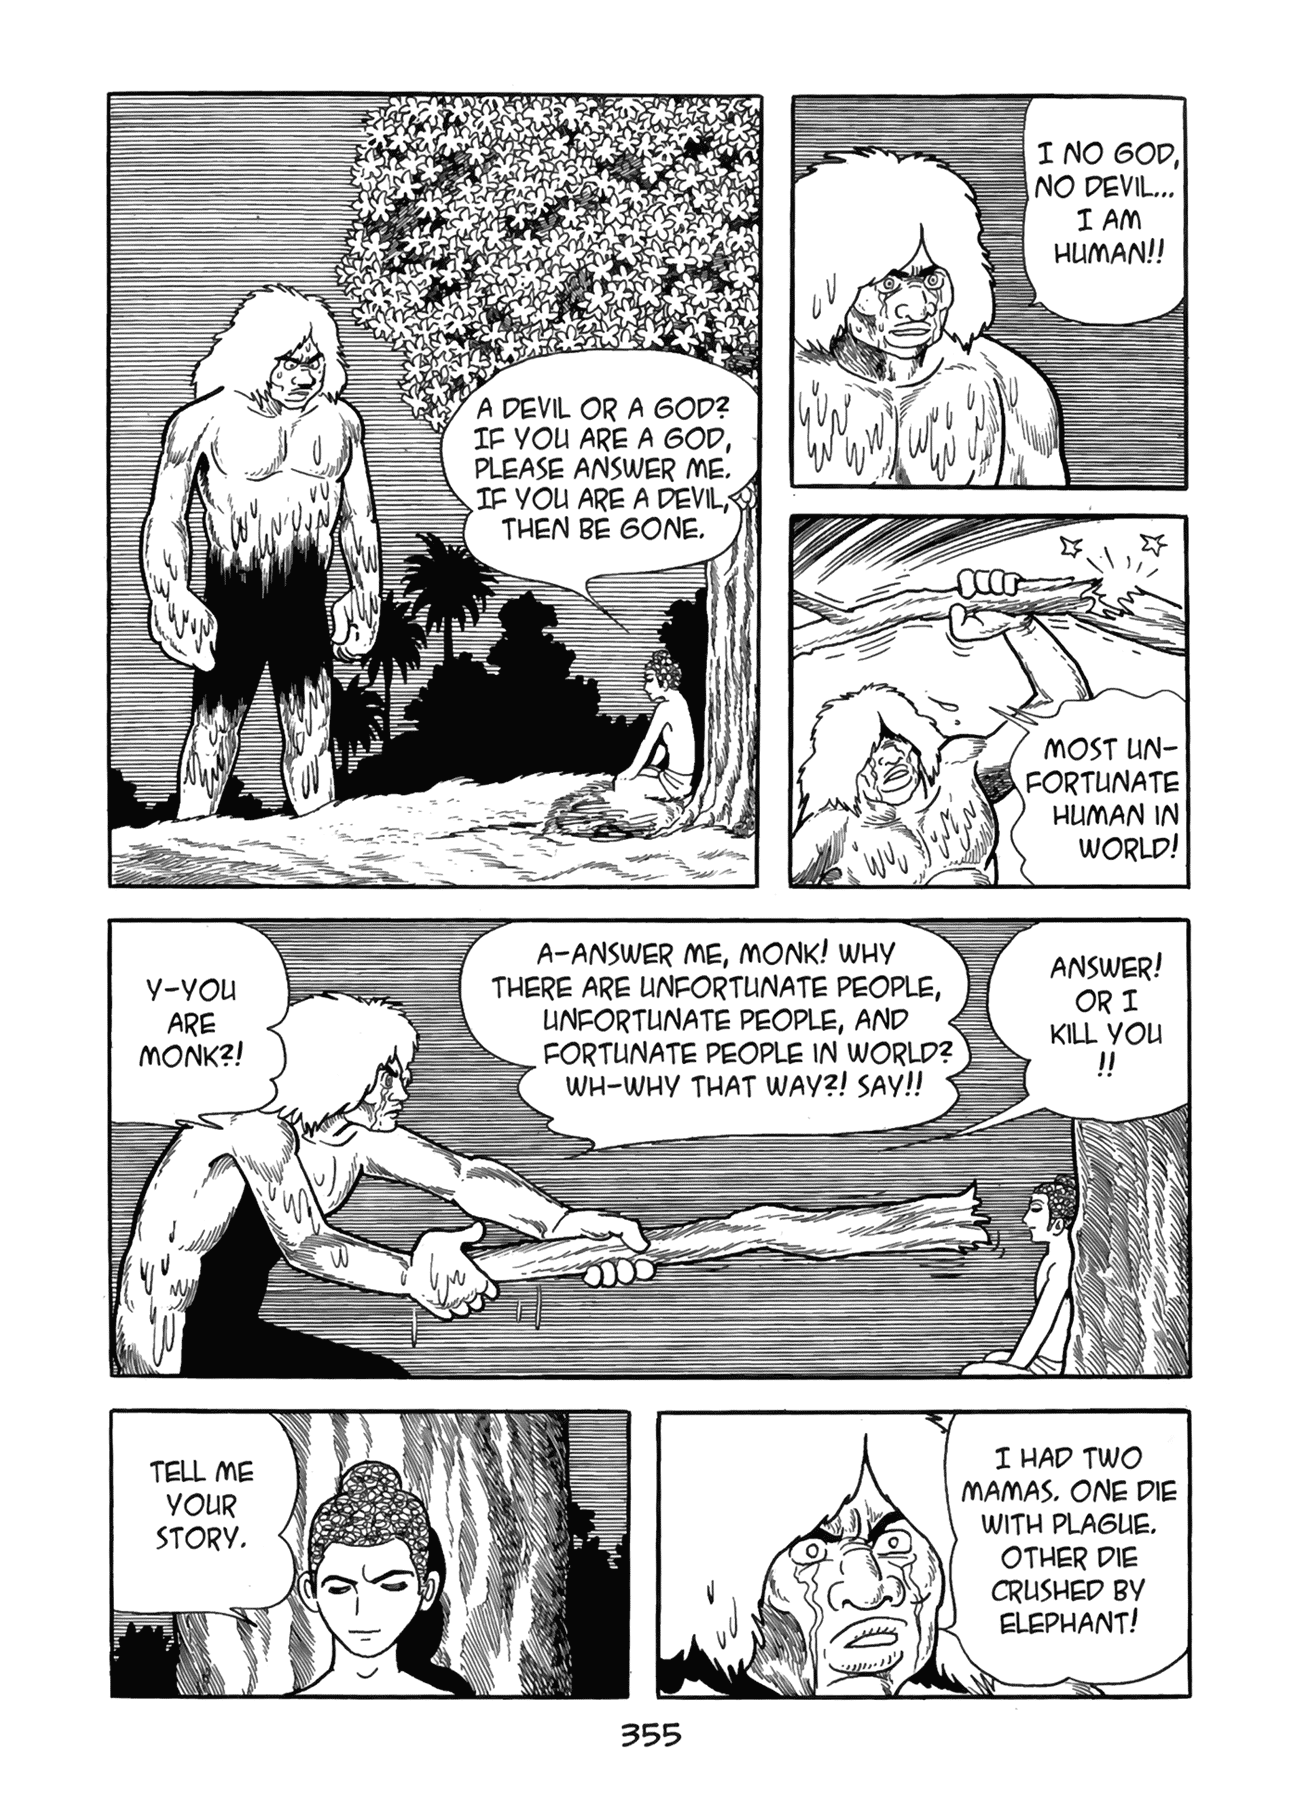 A DEVIL OR A GOD?
IF YOU ARE A GOD,
PLEASE ANSWER ME.
IF YOU ARE A DEVIL,
THEN BE GONE.
I NO GOD,
NO DEVIL...
I AM
HUMAN!!
MOST UN-
FORTUNATE
HUMAN IN
WORLD!
Y-YOU
ARE
MONK?!
A-ANSWER ME, MONK! WHY
THERE ARE UNFORTUNATE PEOPLE,
UNFORTUNATE PEOPLE, AND
FORTUNATE PEOPLE IN WORLD?
WH-WHY THAT WAY?! SAY!!
ANSWER!
OR I
KILL YOU
!!
TELL ME
YOUR
STORY.
I HAD TWO
MAMAS. ONE DIE
WITH PLAGUE.
OTHER DIE
CRUSHED BY
ELEPHANT!
355